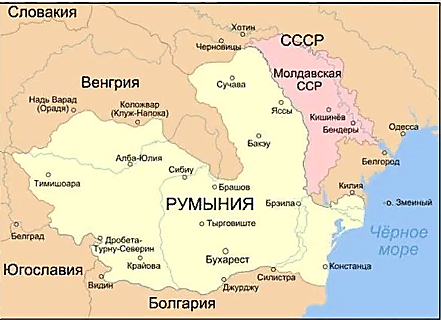 Словакия
Хотин
Черновцы
СССР
Молдавская
ССР
Венгрия
Сучава
Надь Варад
(Орадя)
Коложвар
(Клуж-Напока)
Яссы
Кишинёв
Бендеры
Одесса
Бакэу
Белгород
Алба-Юлия
Сибиу
Тимишоара
Брашов
Килия
РУМЫНИЯ
Брэила
о. Змеиный
Тырговиште
Белград
Дробета-
Турну-Северин
Чёрное
море
Бухарест
Крайова
Югославия
Констанца
Силистра
Видин
Джурджу
Болгария